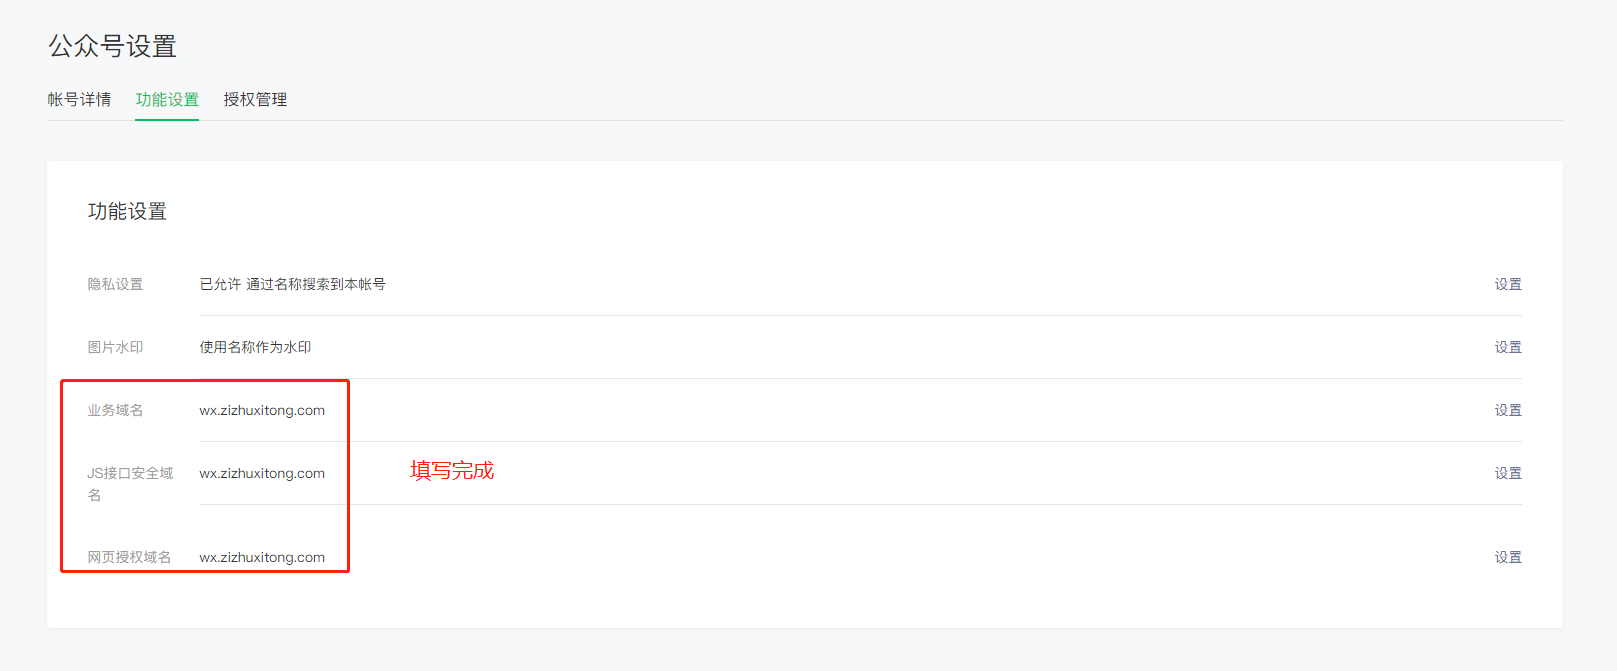 公众号设置
帐号详情 功能设置 授权管理
功能设置
隐私设置 已允许 通过名称搜索到本帐号 设置
图片水印 使用名称作为水印 设置
业务域名 wx.zizhuxitong.com 设置
JS接口安全域 wx.zizhuxitong.com 填写完成 设置
名
网页授权域名 wx.zizhuxitong.com 设置